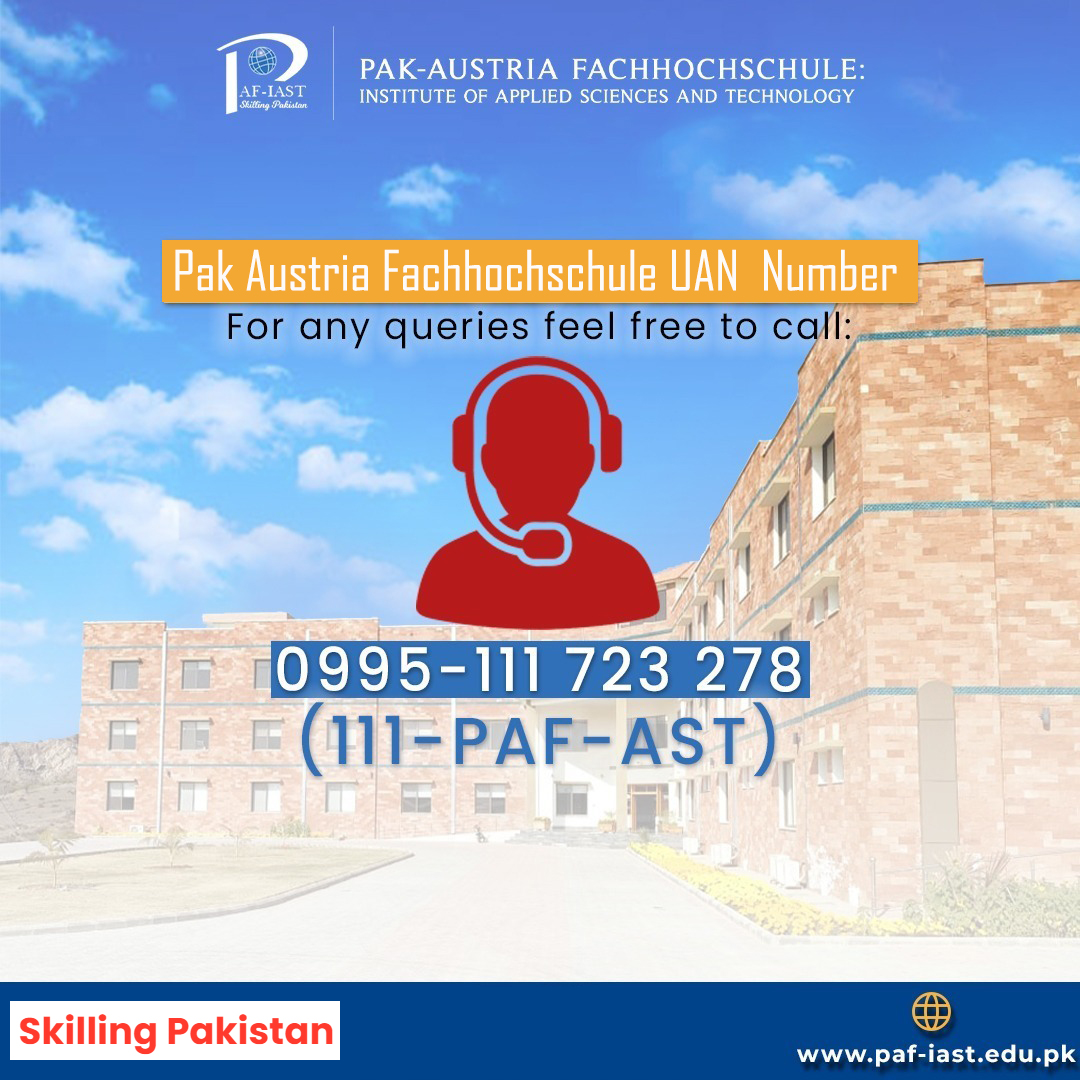 AF-IAST
Skilling Pakistan
PAK-AUSTRIA FACHHOCHSCHULE:
INSTITUTE OF APPLIED SCIENCES AND TECHNOLOGY
Pak Austria Fachhochschule UAN Number
For any queries feel free to call:
0995-111 723 278
(111-PAF-AST)
Skilling Pakistan
www.paf-iast.edu.pk